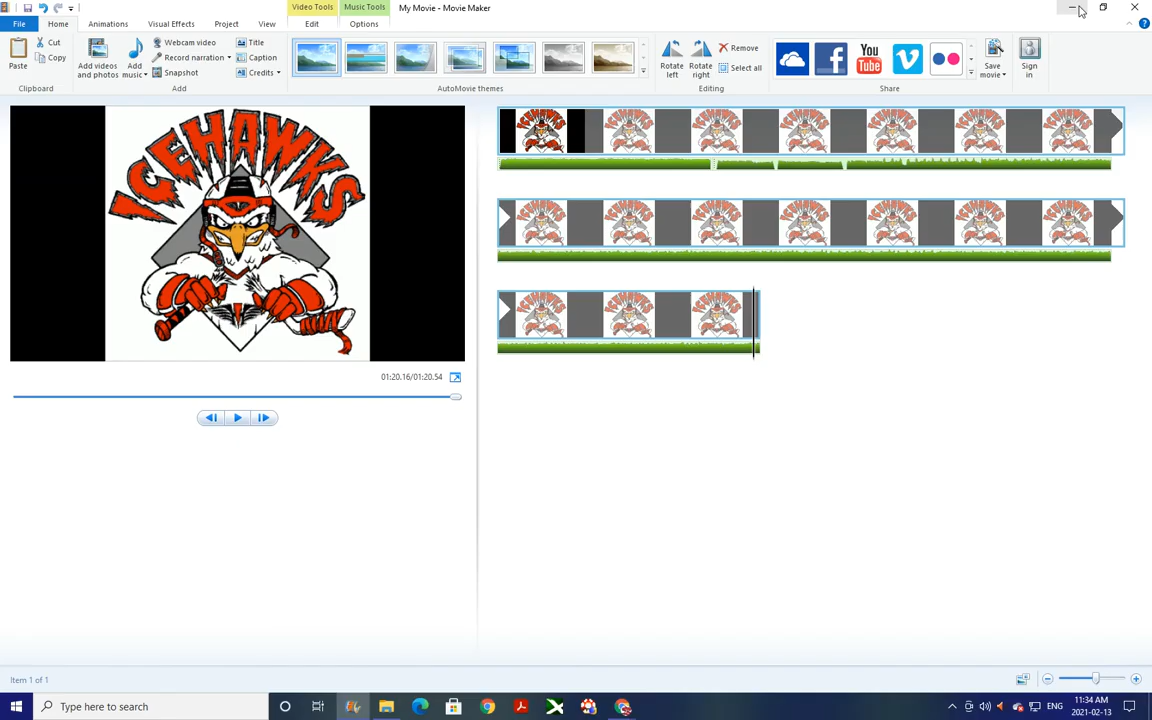 Video Tools Music Tools My Movie - Movie Maker
File Home Animations Visual Effects Project View Edit Options
Paste
Cut
Copy
Clipboard
Add videos and photos
Add music
Webcam video
Record narration
Snapshot
Title
Caption
Credits
Add
AutoMovie themes
Rotate left
Rotate right
Remove
Select all
Editing
You Tube
Share
Save movie
Sign in
ICEHAWKS
01:20.16/01:20.54
Item 1 of 1
Type here to search
ENG
11:34 AM
2021-02-13